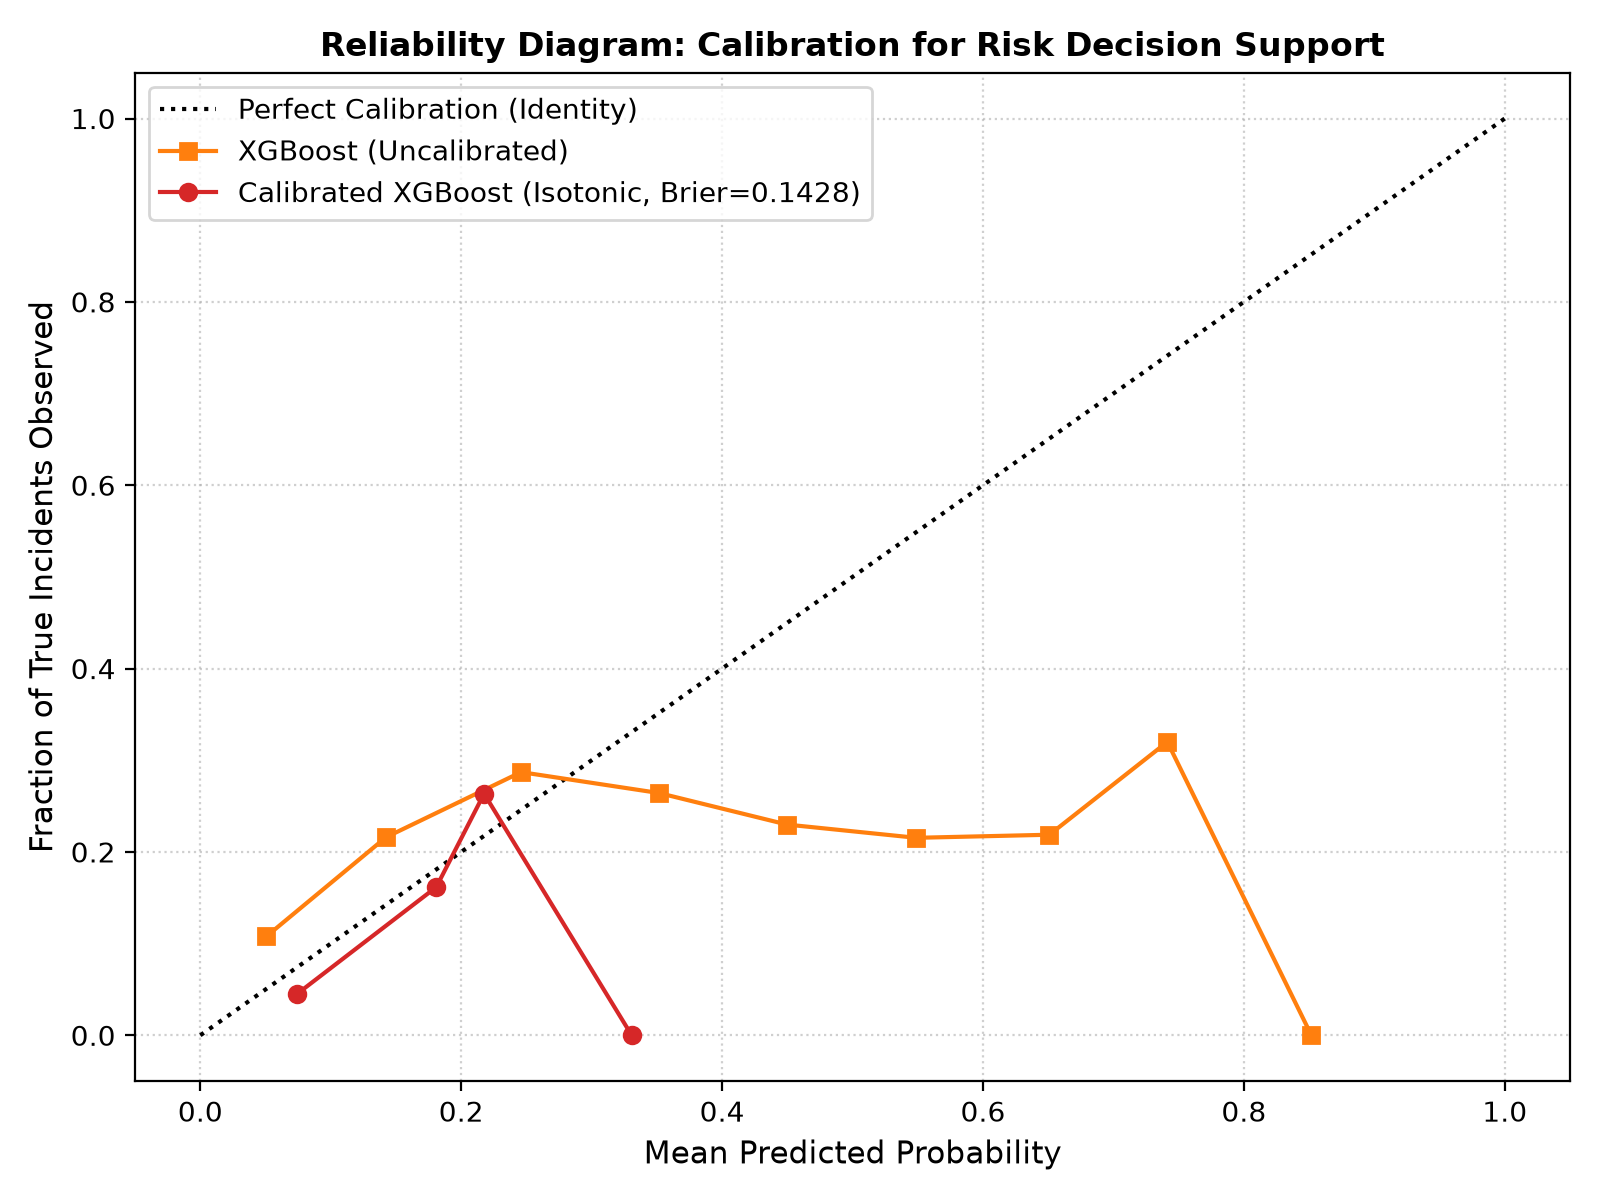 Reliability Diagram: Calibration for Risk Decision Support
Perfect Calibration (Identity)
XGBoost (Uncalibrated)
Calibrated XGBoost (Isotonic, Brier=0.1428)
Fraction of True Incidents Observed
1.0
0.8
0.6
0.4
0.2
0.0
0.0 0.2 0.4 0.6 0.8 1.0
Mean Predicted Probability